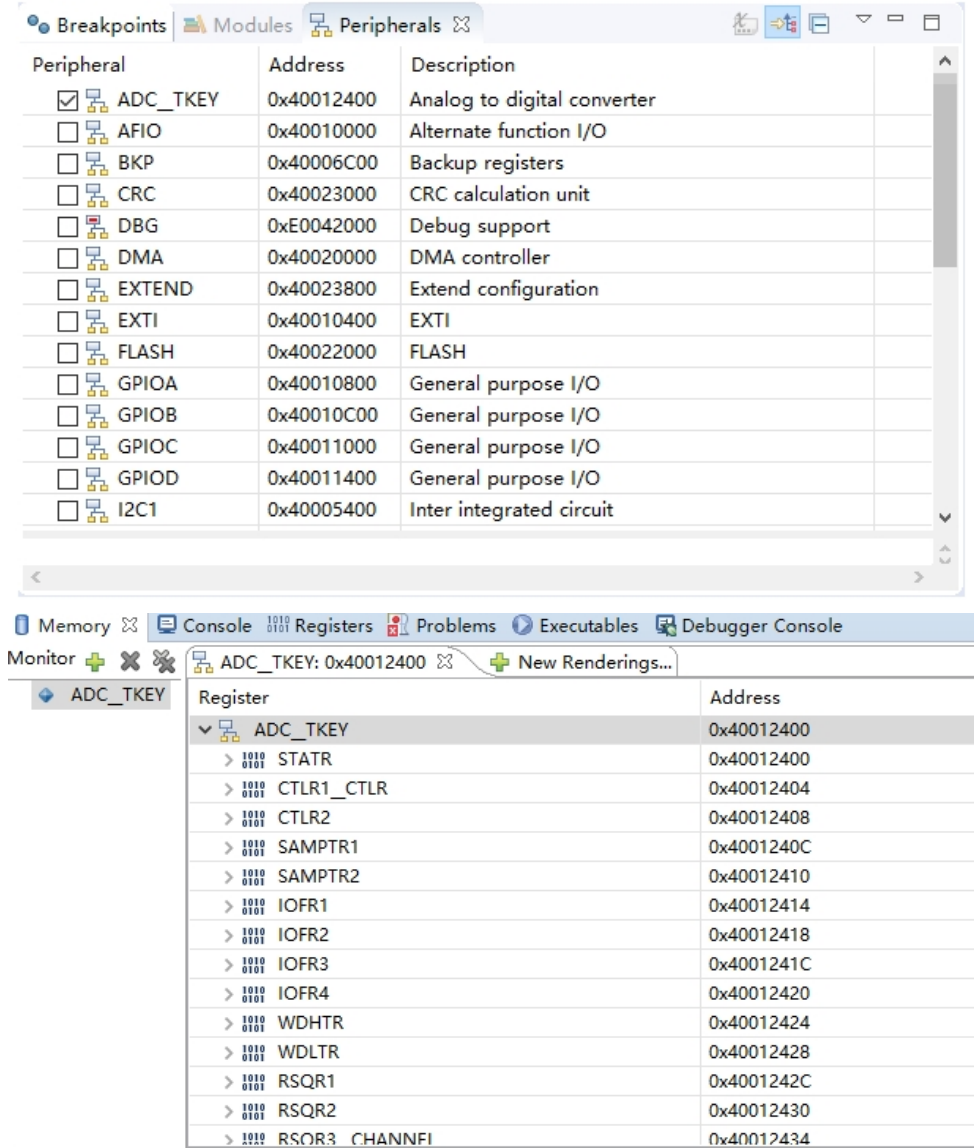 Breakpoints Modules Peripherals
Peripheral Address Description
ADC_TKEY 0x40012400 Analog to digital converter
AFIO 0x40010000 Alternate function I/O
BKP 0x40006C00 Backup registers
CRC 0x40023000 CRC calculation unit
DBG 0xE0042000 Debug support
DMA 0x40020000 DMA controller
EXTEND 0x40023800 Extend configuration
EXTI 0x40010400 EXTI
FLASH 0x40022000 FLASH
GPIOA 0x40010800 General purpose I/O
GPIOB 0x40010C00 General purpose I/O
GPIOC 0x40011000 General purpose I/O
GPIOD 0x40011400 General purpose I/O
I2C1 0x40005400 Inter integrated circuit
Memory Console Registers Problems Executables Debugger Console
Monitor ADC_TKEY: 0x40012400 New Renderings...
ADC_TKEY Register Address
ADC_TKEY 0x40012400
STATR 0x40012400
CTLR1_CTLR 0x40012404
CTLR2 0x40012408
SAMPTR1 0x4001240C
SAMPTR2 0x40012410
IOFR1 0x40012414
IOFR2 0x40012418
IOFR3 0x4001241C
IOFR4 0x40012420
WDHTR 0x40012424
WDLTR 0x40012428
RSQR1 0x4001242C
RSQR2 0x40012430
RSQR3_CHANNEL 0x40012434